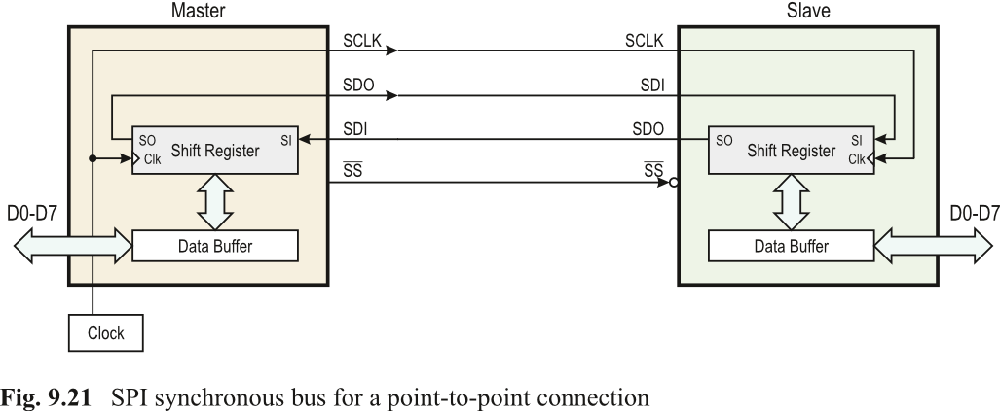 Master Slave
SCLK SCLK
SDO SDI
SDI SDO
SO SI SO SI
Shift Register Shift Register
Clk Clk
S̅S̅ S̅S̅
D0-D7 D0-D7
Data Buffer Data Buffer
Clock
Fig. 9.21 SPI synchronous bus for a point-to-point connection